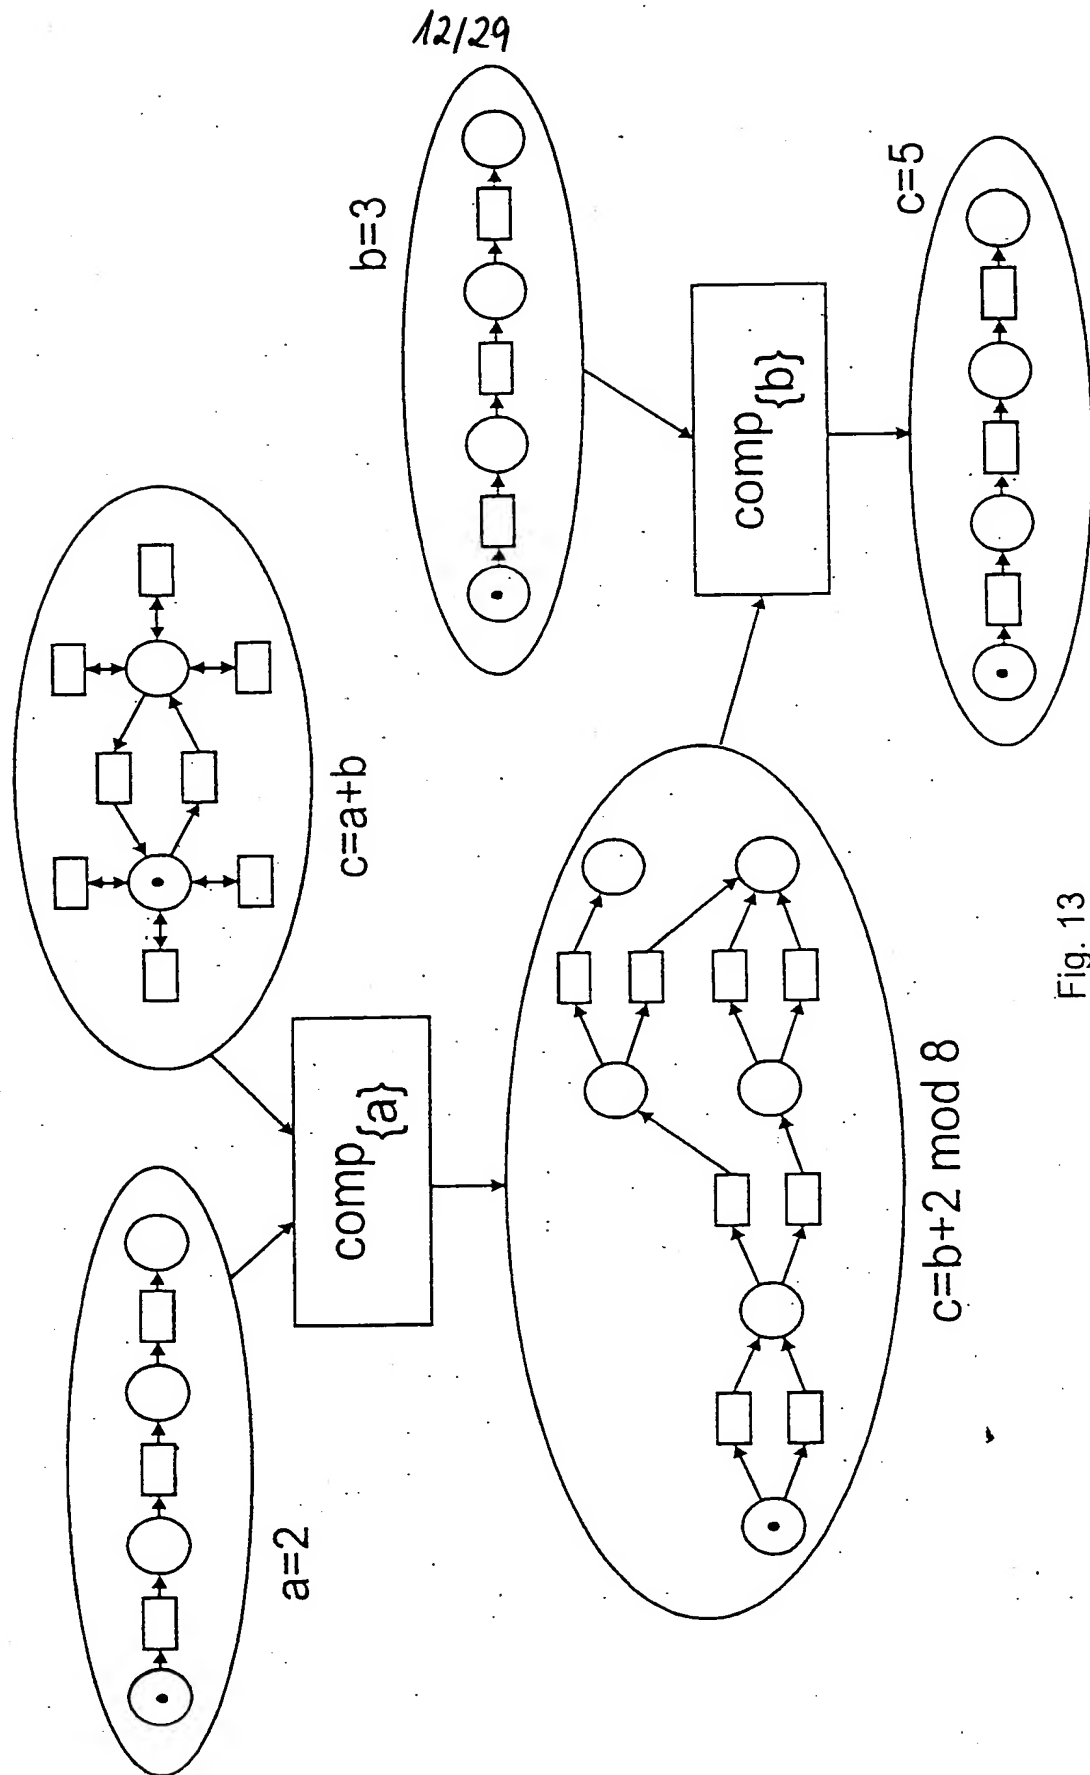 12/29
a=2
c=a+b
b=3
comp{a}
comp{b}
c=b+2 mod 8
c=5
Fig. 13